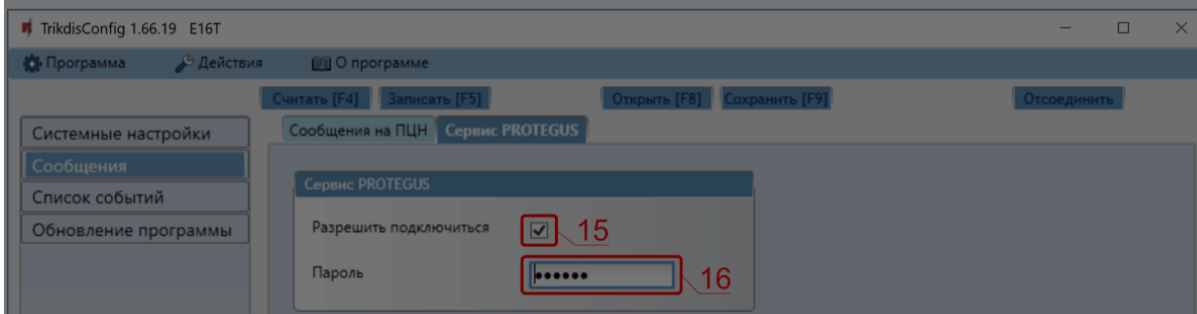 TrikdisConfig 1.66.19 E16T
Программа Действия О программе
Считать [F4] Записать [F5] Открыть [F8] Сохранить [F9] Отсоединить
Системные настройки
Сообщения
Список событий
Обновление программы
Сообщения на ПЦН Сервис PROTEGUS
Сервис PROTEGUS
Разрешить подключиться 15
Пароль •••••• 16